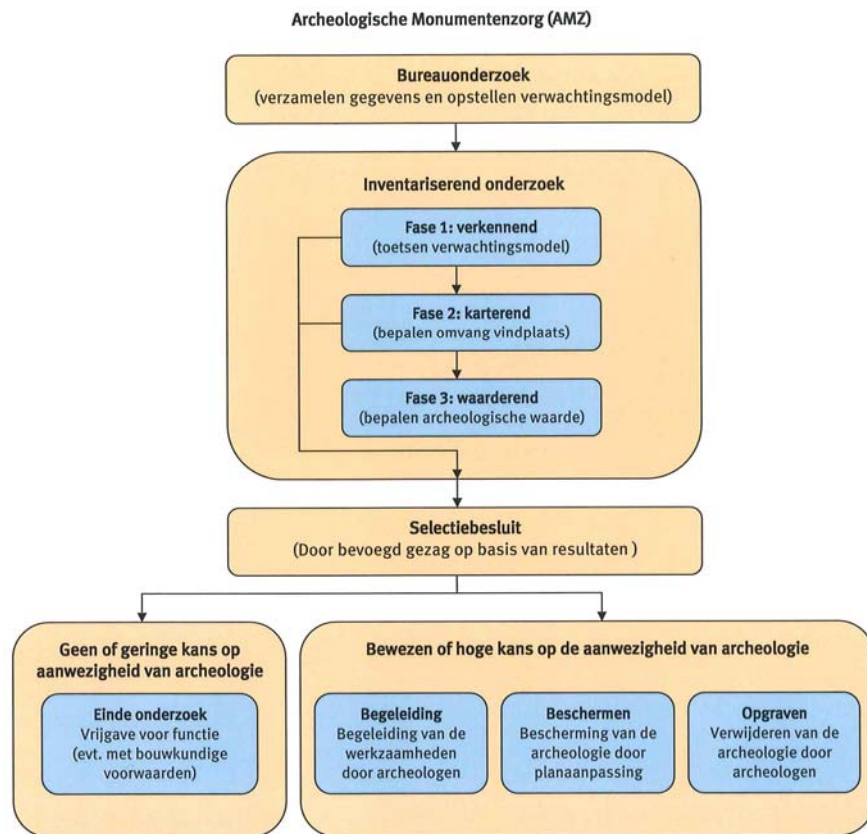 Archeologische Monumentenzorg (AMZ)
Bureauonderzoek
(verzamelen gegevens en opstellen verwachtingsmodel)
Inventariserend onderzoek
Fase 1: verkennend
(toetsen verwachtingsmodel)
Fase 2: karterend
(bepalen omvang vindplaats)
Fase 3: waarderend
(bepalen archeologische waarde)
Selectiebesluit
(Door bevoegd gezag op basis van resultaten )
Geen of geringe kans op
aanwezigheid van archeologie
Einde onderzoek
Vrijgave voor functie
(evt. met bouwkundige
voorwaarden)
Bewezen of hoge kans op de aanwezigheid van archeologie
Begeleiding
Begeleiding van de
werkzaamheden
door archeologen
Beschermen
Bescherming van de
archeologie door
planaanpassing
Opgraven
Verwijderen van de
archeologie door
archeologen